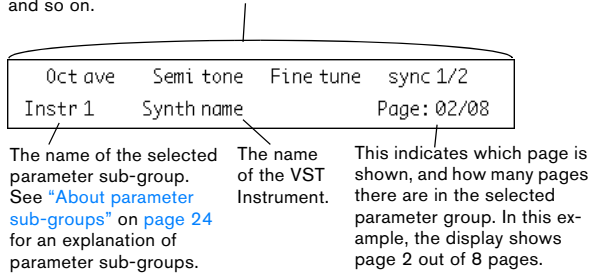 and so on.
Oct ave Semi tone Fine tune sync 1/2
Instr 1 Synth name Page: 02/08
The name of the selected
parameter sub-group.
See “About parameter
sub-groups” on page 24
for an explanation of
parameter sub-groups.
The name
of the VST
Instrument.
This indicates which page is
shown, and how many pages
there are in the selected
parameter group. In this ex-
ample, the display shows
page 2 out of 8 pages.